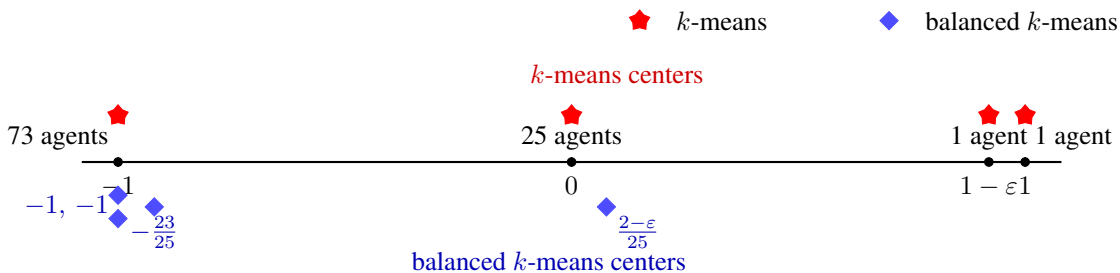 k-means
balanced k-means
k-means centers
73 agents
25 agents
1 agent
1 agent
−1
0
1 − ε
1
−1, −1
−23/25
2−ε/25
balanced k-means centers